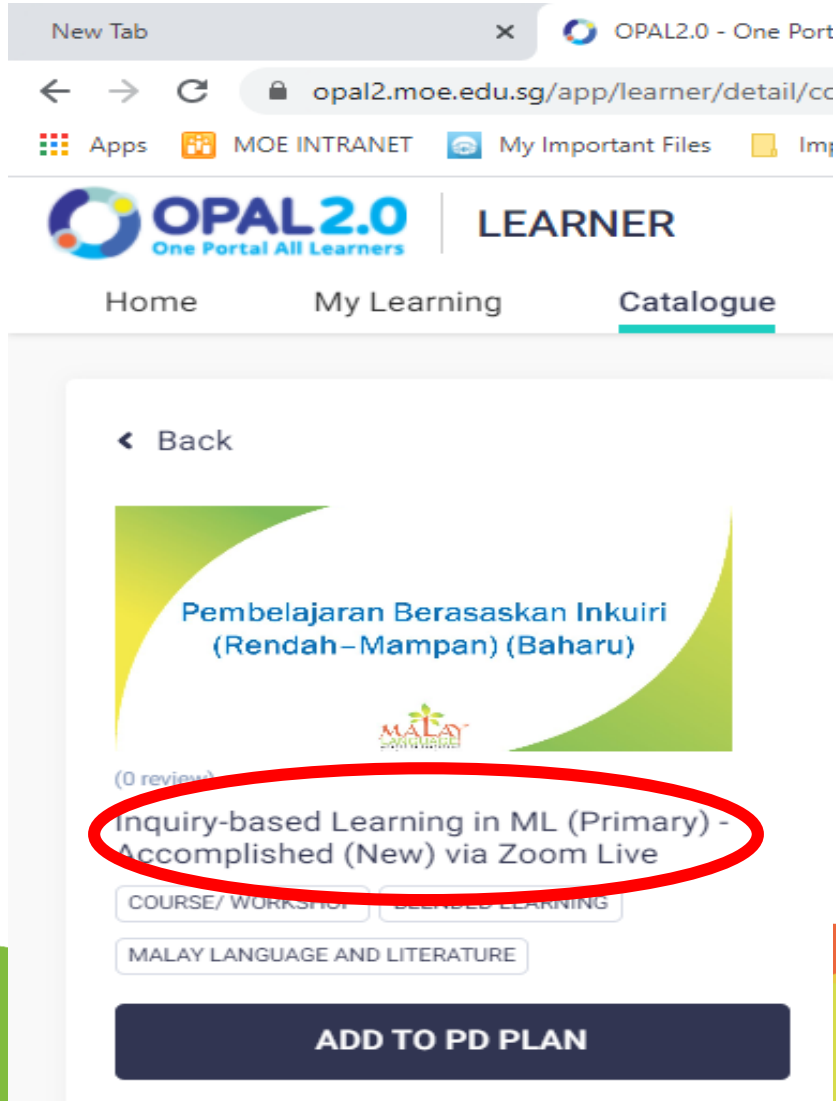 New Tab
OPAL2.0 - One Port
opal2.moe.edu.sg/app/learner/detail/co
Apps MOE INTRANET My Important Files Imp
OPAL2.0 LEARNER
One Portal All Learners
Home My Learning Catalogue
Back
Pembelajaran Berasaskan Inkuiri
(Rendah–Mampan) (Baharu)
MALAY
LANGUAGE
(0 review)
Inquiry-based Learning in ML (Primary) -
Accomplished (New) via Zoom Live
COURSE/ WORKSHOP BLENDED LEARNING
MALAY LANGUAGE AND LITERATURE
ADD TO PD PLAN